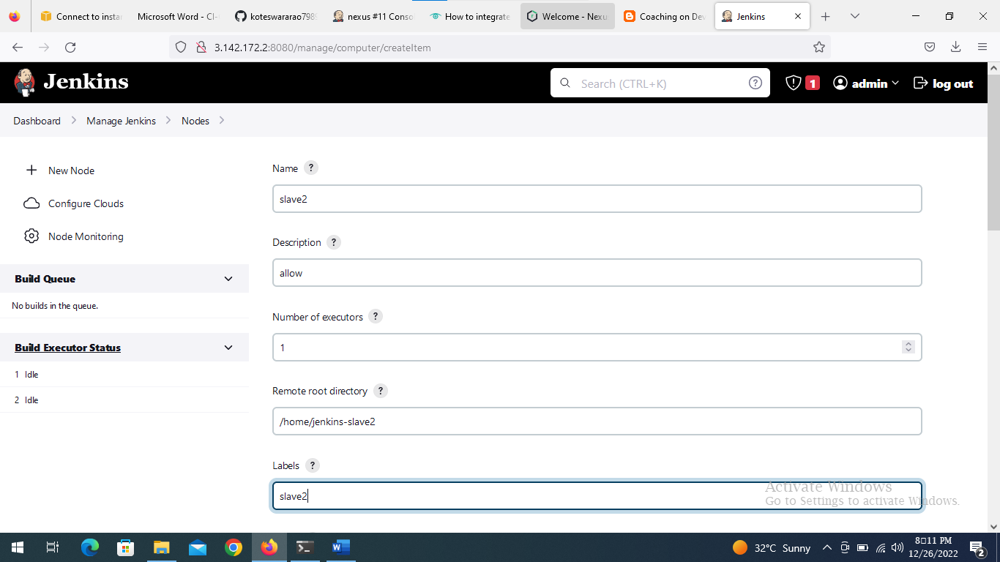 Connect to insta
Microsoft Word - CI-
koteswararao798
nexus #11 Conso
How to integrate
Welcome - Nexu
Coaching on Dev
Jenkins
3.142.172.2:8080/manage/computer/createItem
Jenkins
Search (CTRL+K)
1
admin
log out
Dashboard
Manage Jenkins
Nodes
New Node
Configure Clouds
Node Monitoring
Build Queue
No builds in the queue.
Build Executor Status
1 Idle
2 Idle
Name ?
slave2
Description ?
allow
Number of executors ?
1
Remote root directory ?
/home/jenkins-slave2
Labels ?
slave2
Activate Windows
Go to Settings to activate Windows.
32°C Sunny
8:11 PM
12/26/2022
2